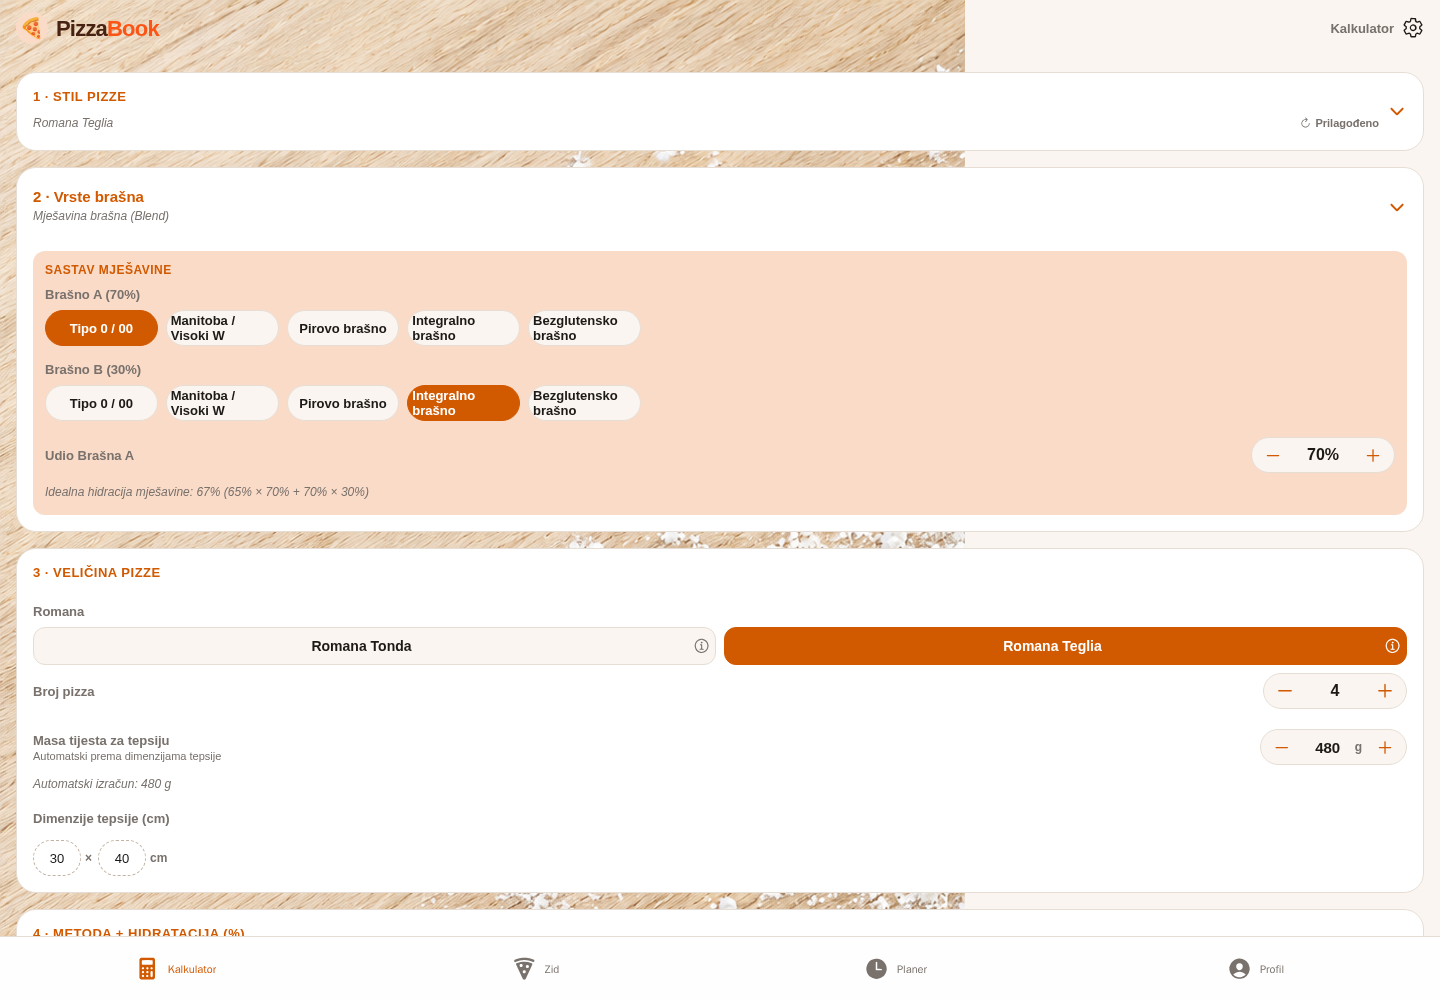 PizzaBook
Kalkulator
1 · STIL PIZZE
Romana Teglia
Prilagođeno
2 · Vrste brašna
Mješavina brašna (Blend)
SASTAV MJEŠAVINE
Brašno A (70%)
Tipo 0 / 00
Manitoba /
Visoki W
Pirovo brašno
Integralno
brašno
Bezglutensko
brašno
Brašno B (30%)
Tipo 0 / 00
Manitoba /
Visoki W
Pirovo brašno
Integralno
brašno
Bezglutensko
brašno
Udio Brašna A
70%
Idealna hidracija mješavine: 67% (65% × 70% + 70% × 30%)
3 · VELIČINA PIZZE
Romana
Romana Tonda
Romana Teglia
Broj pizza
4
Masa tijesta za tepsiju
Automatski prema dimenzijama tepsije
480 g
Automatski izračun: 480 g
Dimenzije tepsije (cm)
30 × 40 cm
4 · METODA + HIDRATACIJA (%)
Kalkulator
Zid
Planer
Profil